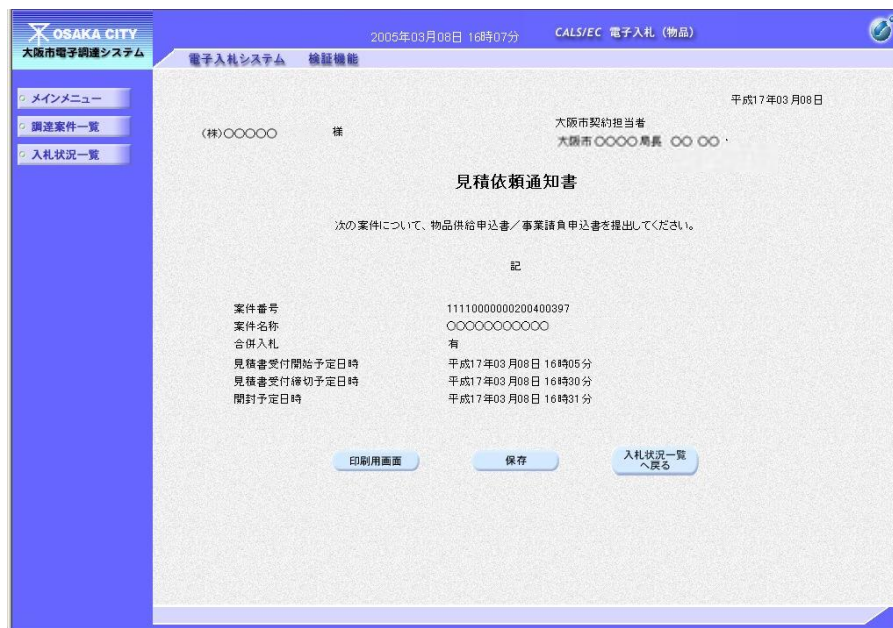 OSAKA CITY
大阪市電子調達システム
2005年03月08日 16時07分
CALS/EC 電子入札（物品）
電子入札システム 検証機能
メインメニュー
調達案件一覧
入札状況一覧
平成17年03月08日
(株)○○○○○ 様
大阪市契約担当者
大阪市○○○○局長 ○○ ○○
見積依頼通知書
次の案件について、物品供給申込書／事業請負申込書を提出してください。
記
案件番号 11110000000200400397
案件名称 ○○○○○○○○○○○
合併入札 有
見積書受付開始予定日時 平成17年03月08日 16時05分
見積書受付締切予定日時 平成17年03月08日 16時30分
開封予定日時 平成17年03月08日 16時31分
印刷用画面
保存
入札状況一覧
へ戻る